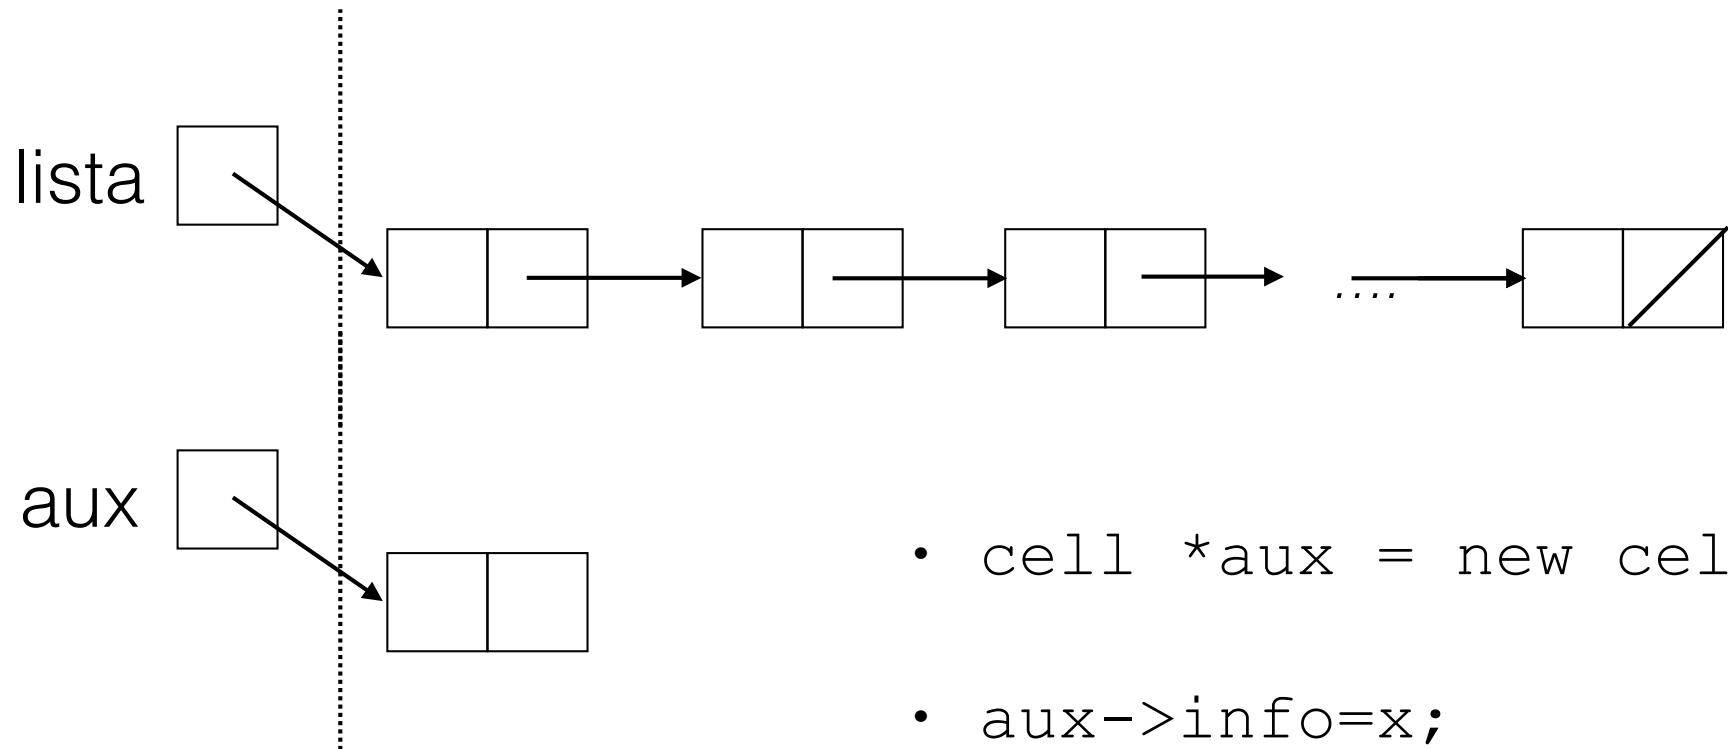 lista
....
aux
• cell *aux = new cel
• aux->info=x;